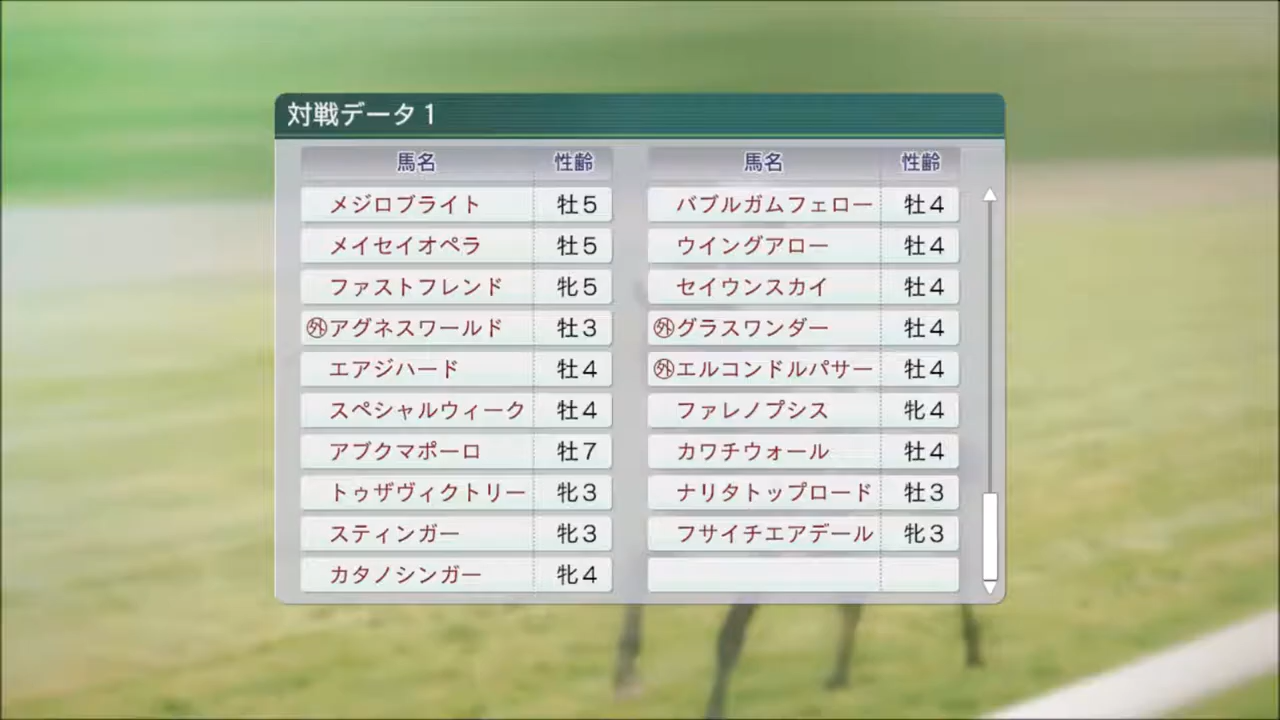 対戦データ1
馬名 性齢 馬名 性齢
メジロブライト 牡5 バブルガムフェロー 牡4
メイセイオペラ 牡5 ウイングアロー 牡4
ファストフレンド 牝5 セイウンスカイ 牡4
外アグネスワールド 牡3 外グラスワンダー 牡4
エアジハード 牡4 外エルコンドルパサー 牡4
スペシャルウィーク 牡4 ファレノプシス 牝4
アブクマポーロ 牡7 カワチウォール 牡4
トゥザヴィクトリー 牝3 ナリタトップロード 牡3
スティンガー 牝3 フサイチエアデール 牝3
カタノシンガー 牝4